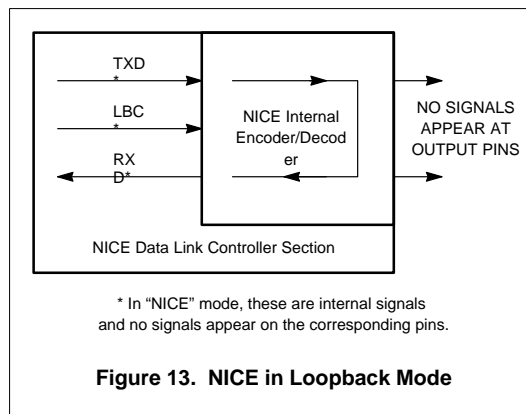 TXD
*
LBC
*
RX
D*
NICE Internal
Encoder/Decod
er
NO SIGNALS
APPEAR AT
OUTPUT PINS
NICE Data Link Controller Section
* In “NICE” mode, these are internal signals
and no signals appear on the corresponding pins.
Figure 13. NICE in Loopback Mode